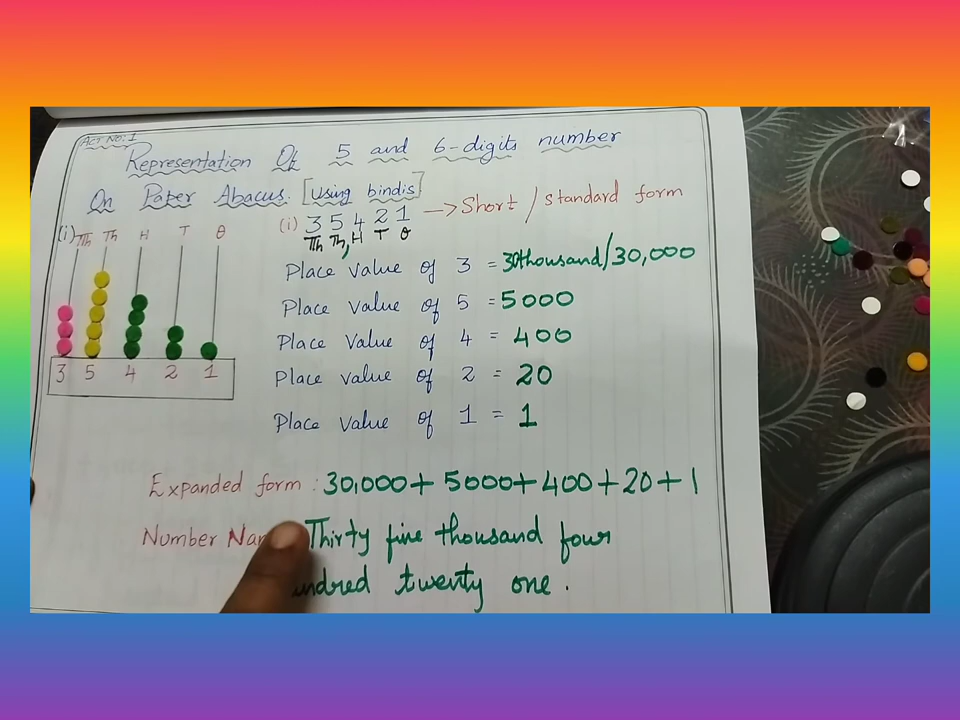 ACT NO: 1
Representation Of 5 and 6-digits number
On Paper Abacus. [Using bindis]
(i) 3 5 4 2 1 → Short / standard form
TTh Th, H T O
(i) TTh Th H T O
3 5 4 2 1
Place value of 3 = 30thousand/30,000
Place value of 5 = 5000
Place value of 4 = 400
Place value of 2 = 20
Place value of 1 = 1
Expanded form : 30,000 + 5000 + 400 + 20 + 1
Number Thirty five thousand four
twenty one.